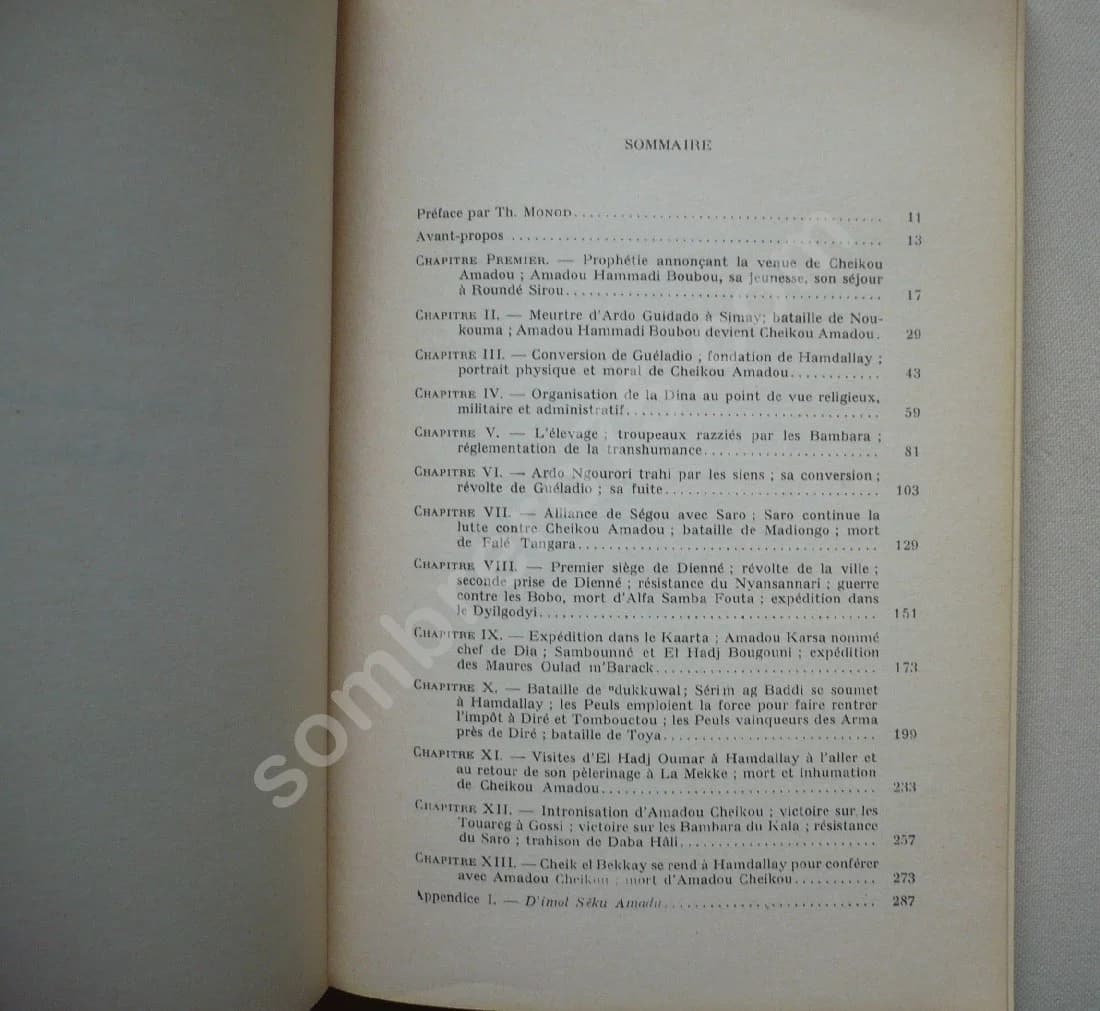 SOMMAIRE
Préface par Th. Monod........................................ 11
Avant-propos ................................................ 13
Chapitre Premier. — Prophétie annonçant la venue de Cheikou
Amadou ; Amadou Hammadi Boubou, sa jeunesse, son séjour
à Roundé Sirou........................................ 17
Chapitre II. — Meurtre d'Ardo Guidado à Simay; bataille de Nou-
kouma ; Amadou Hammadi Boubou devient Cheikou Amadou. 29
Chapitre III. — Conversion de Guéladio ; fondation de Hamdallay ;
portrait physique et moral de Cheikou Amadou............ 43
Chapitre IV. — Organisation de la Dina au point de vue religieux,
militaire et administratif................................ 59
Chapitre V. — L'élevage ; troupeaux razziés par les Bambara ;
réglementation de la transhumance...................... 81
Chapitre VI. — Ardo Ngourori trahi par les siens ; sa conversion ;
révolte de Guéladio ; sa fuite............................ 103
Chapitre VII. — Alliance de Ségou avec Saro ; Saro continue la
lutte contre Cheikou Amadou ; bataille de Madiongo ; mort
de Falé Tangara...................................... 129
Chapitre VIII. — Premier siège de Dienné ; révolte de la ville ;
seconde prise de Dienné ; résistance du Nyansannari ; guerre
contre les Bobo, mort d'Alfa Samba Fouta ; expédition dans
le Dyilgodyi.......................................... 151
Chapitre IX. — Expédition dans le Kaarta ; Amadou Karsa nommé
chef de Dia ; Sambounné et El Hadj Bougouni ; expédition
des Maures Oulad m'Barack............................ 173
Chapitre X. — Bataille de ndukkuwal; Sérim ag Baddi se soumet
à Hamdallay ; les Peuls emploient la force pour faire rentrer
l'impôt à Diré et Tombouctou ; les Peuls vainqueurs des Arma
près de Diré ; bataille de Toya.......................... 199
Chapitre XI. — Visites d'El Hadj Oumar à Hamdallay à l'aller et
au retour de son pèlerinage à La Mekke ; mort et inhumation
de Cheikou Amadou.................................. 233
Chapitre XII. — Intronisation d'Amadou Cheikou ; victoire sur les
Touareg à Gossi ; victoire sur les Bambara du Kala ; résistance
du Saro ; trahison de Daba Hâli.......................... 257
Chapitre XIII. — Cheik el Bekkay se rend à Hamdallay pour conférer
avec Amadou Cheikou ; mort d'Amadou Cheikou........... 273
Appendice I. — D'imol Sēku Amadu.......................... 287